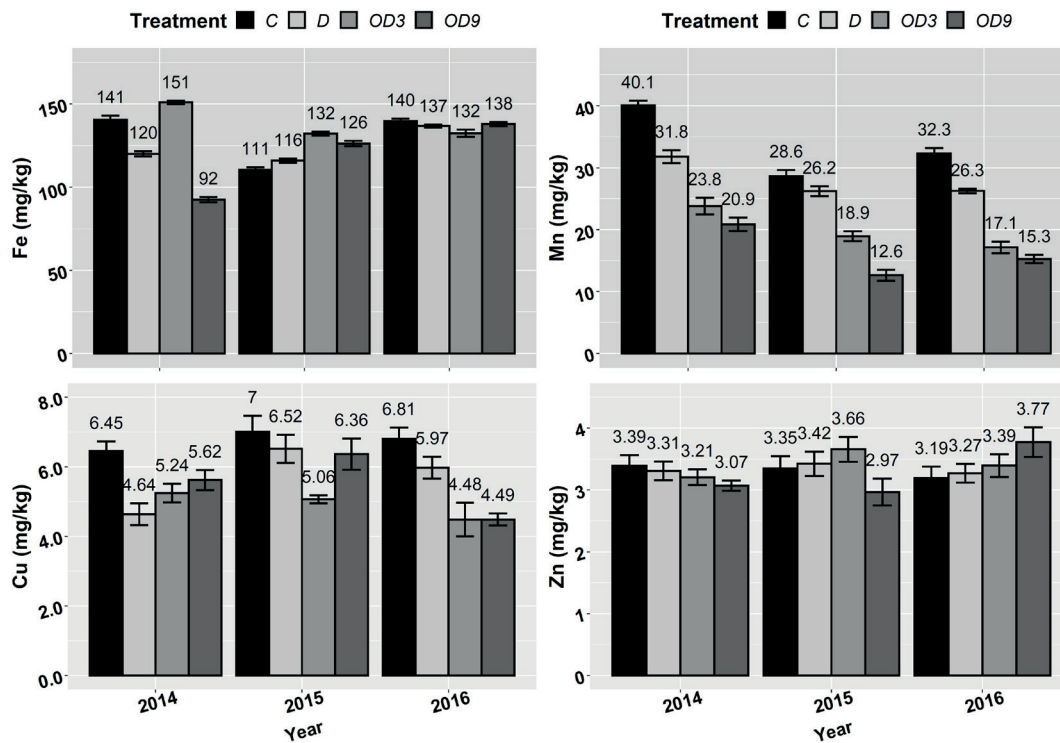 Treatment C D OD3 OD9
Treatment C D OD3 OD9
Fe (mg/kg)
150
100
50
0
141 120 151 92
111 116 132 126
140 137 132 138
Mn (mg/kg)
40
30
20
10
0
40.1 31.8 23.8 20.9
28.6 26.2 18.9 12.6
32.3 26.3 17.1 15.3
Cu (mg/kg)
8.0
6.0
4.0
2.0
0.0
6.45 4.64 5.24 5.62
7 6.52 5.06 6.36
6.81 5.97 4.48 4.49
2014 2015 2016
Year
Zn (mg/kg)
4
3
2
1
0
3.39 3.31 3.21 3.07
3.35 3.42 3.66 2.97
3.19 3.27 3.39 3.77
2014 2015 2016
Year